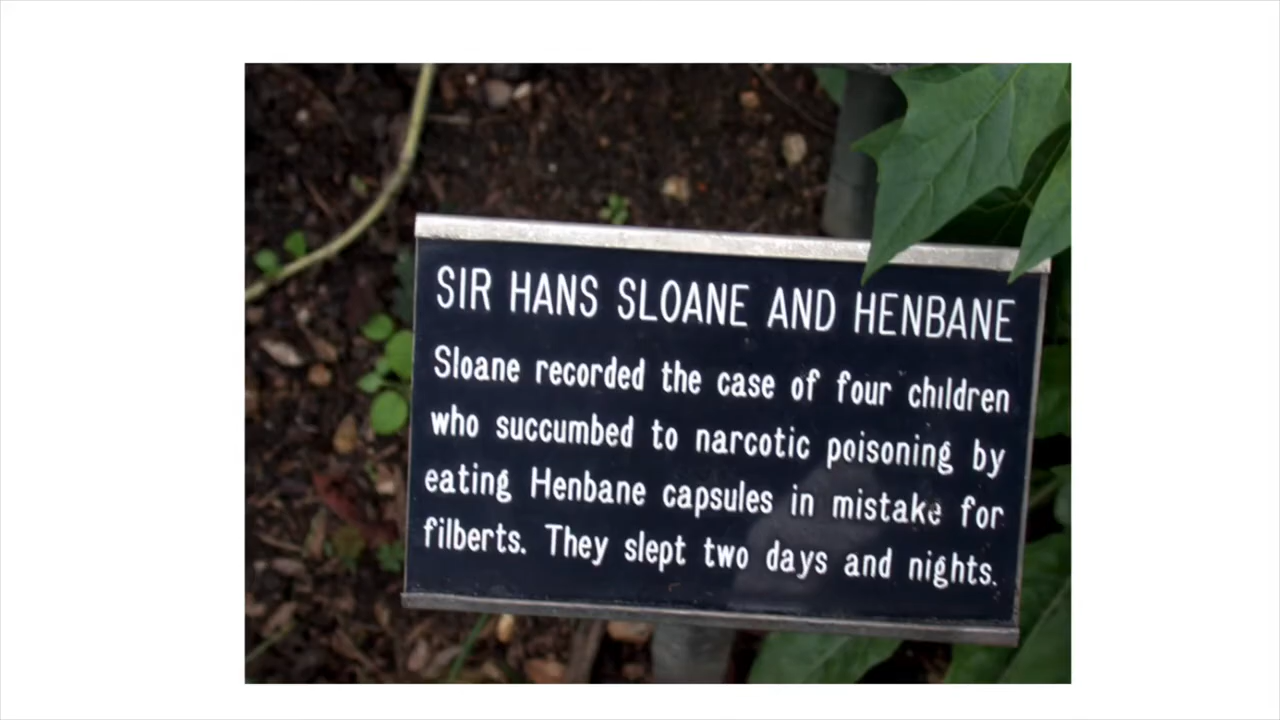 SIR HANS SLOANE AND HENBANE
Sloane recorded the case of four children
who succumbed to narcotic poisoning by
eating Henbane capsules in mistake for
filberts. They slept two days and nights.